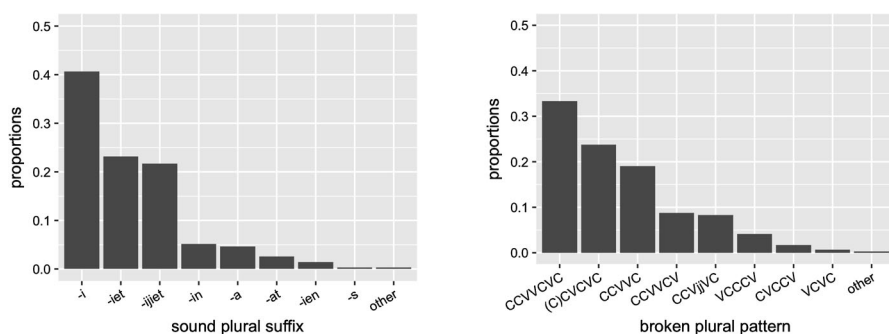 proportions
0.5
0.4
0.3
0.2
0.1
0.0
-i
-iet
-ijiet
-in
-a
-at
-ien
-s
other
sound plural suffix
proportions
0.5
0.4
0.3
0.2
0.1
0.0
CCVVCVC
(C)CVCVC
CCVVC
CCVVCV
CCVjjVC
VCCCV
CVCCV
VCVC
other
broken plural pattern